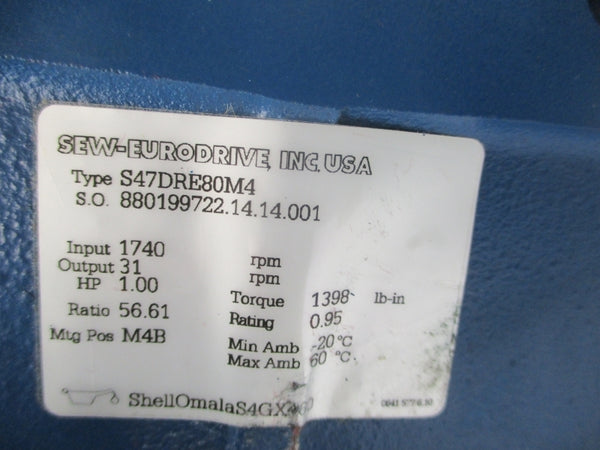 SEW-EURODRIVE, INC. USA
Type S47DRE80M4
S.O. 880199722.14.14.001
Input 1740 rpm
Output 31 rpm
HP 1.00 Torque 1398 lb-in
Ratio 56.61 Rating 0.95
Mtg Pos M4B Min Amb -20 °C
Max Amb 60 °C